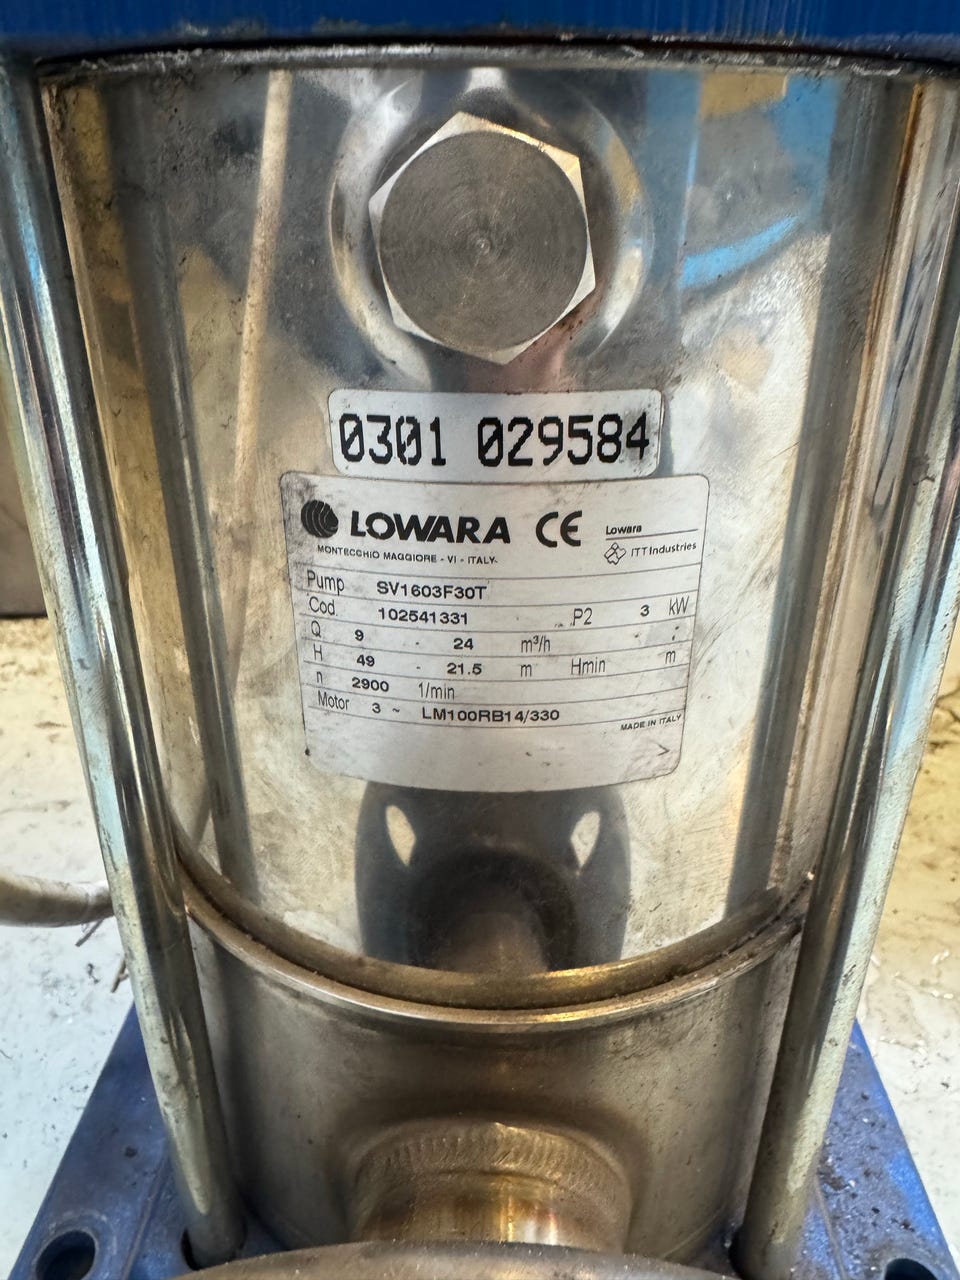 0301 029584
LOWARA CE Lowara
MONTECCHIO MAGGIORE - VI - ITALY- ITT Industries
Pump SV1603F30T
Cod. 102541331 P2 3 kW
Q 9 - 24 m³/h
H 49 - 21.5 m Hmin m
n 2900 1/min
Motor 3 ~ LM100RB14/330
MADE IN ITALY